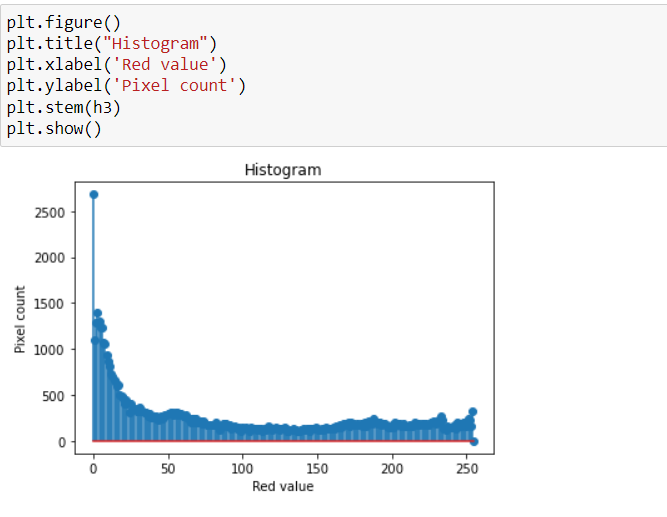 plt.figure()
plt.title("Histogram")
plt.xlabel('Red value')
plt.ylabel('Pixel count')
plt.stem(h3)
plt.show()
Histogram
2500
2000
1500
1000
500
0
Pixel count
0 50 100 150 200 250
Red value